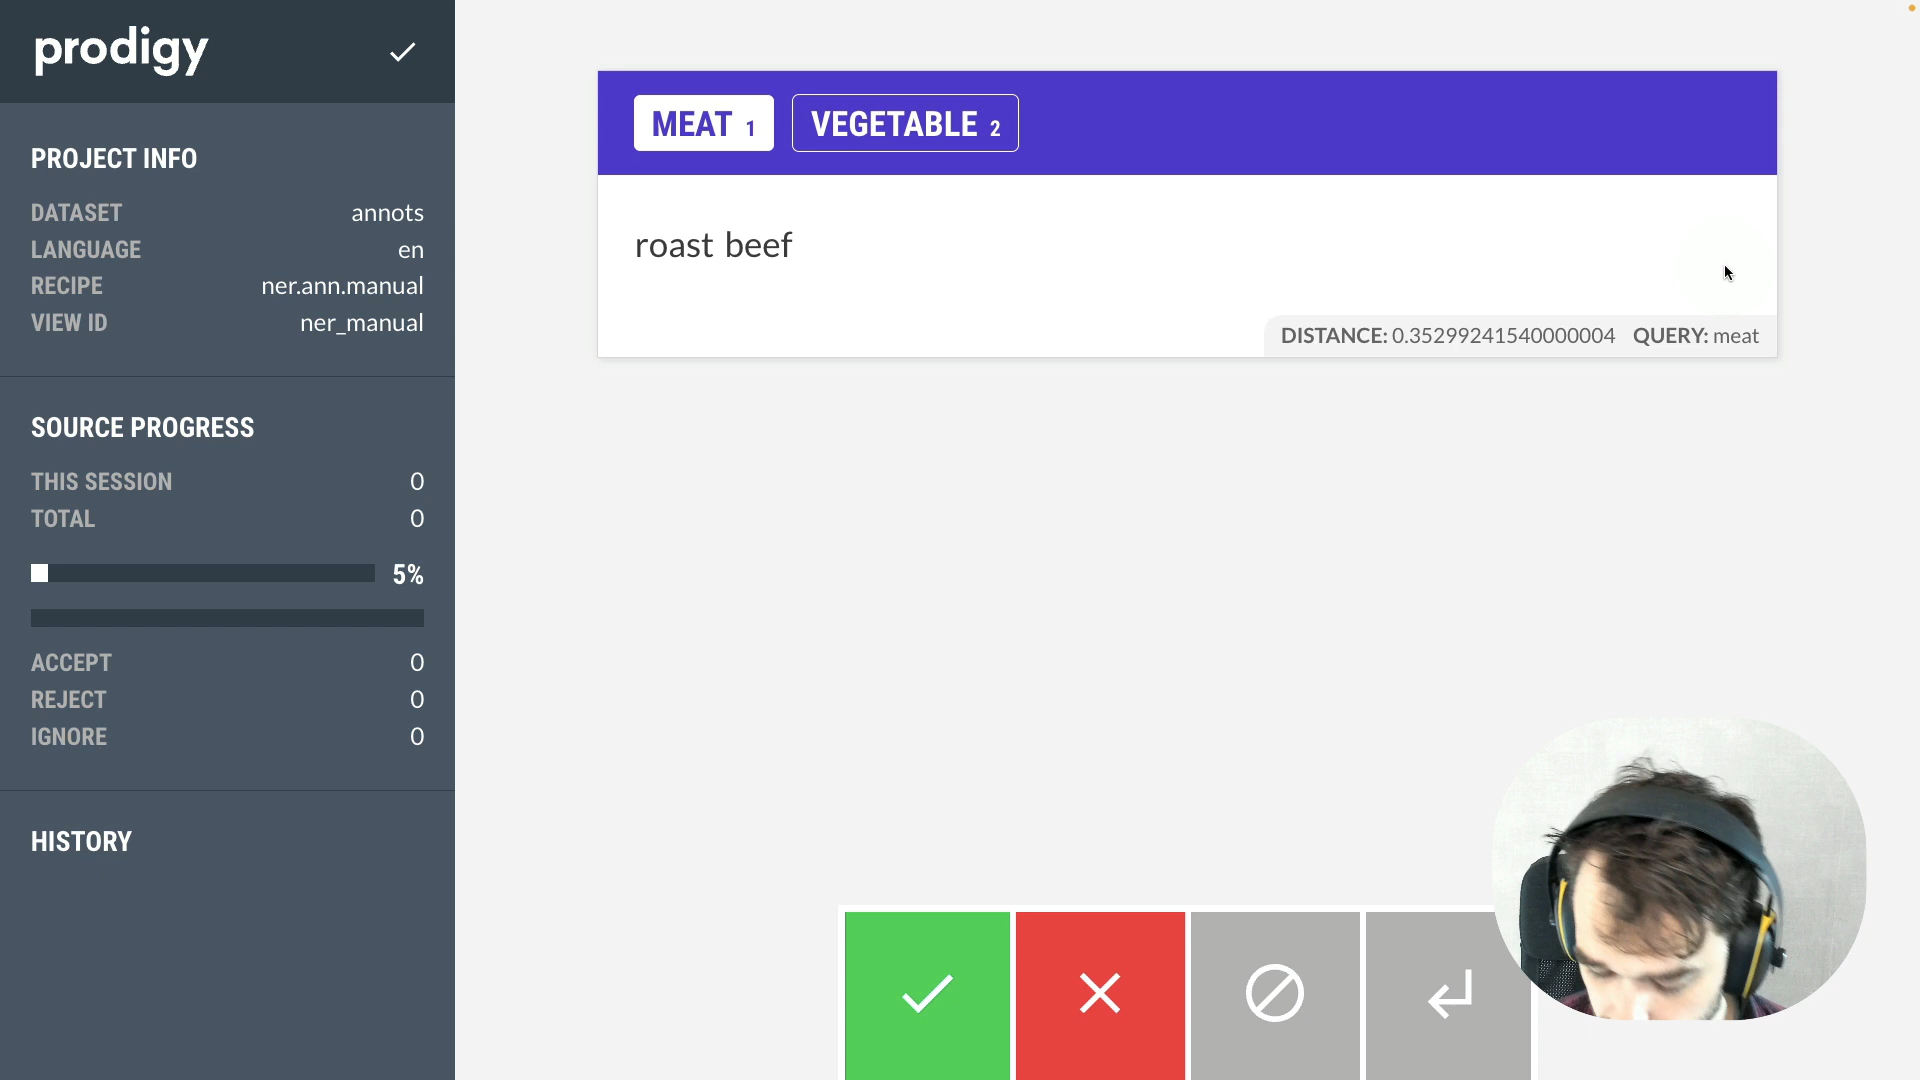 prodigy
PROJECT INFO
DATASET annots
LANGUAGE en
RECIPE ner.ann.manual
VIEW ID ner_manual
SOURCE PROGRESS
THIS SESSION 0
TOTAL 0
5%
ACCEPT 0
REJECT 0
IGNORE 0
HISTORY
MEAT 1 VEGETABLE 2
roast beef
DISTANCE: 0.35299241540000004 QUERY: meat